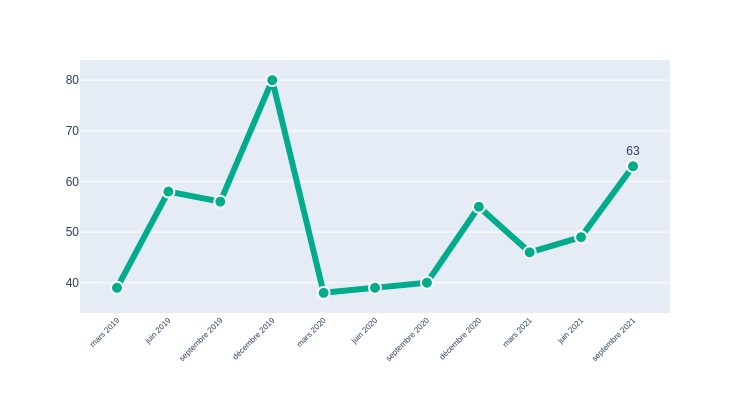 80
70
60
50
40
63
mars 2019
juin 2019
septembre 2019
décembre 2019
mars 2020
juin 2020
septembre 2020
décembre 2020
mars 2021
juin 2021
septembre 2021